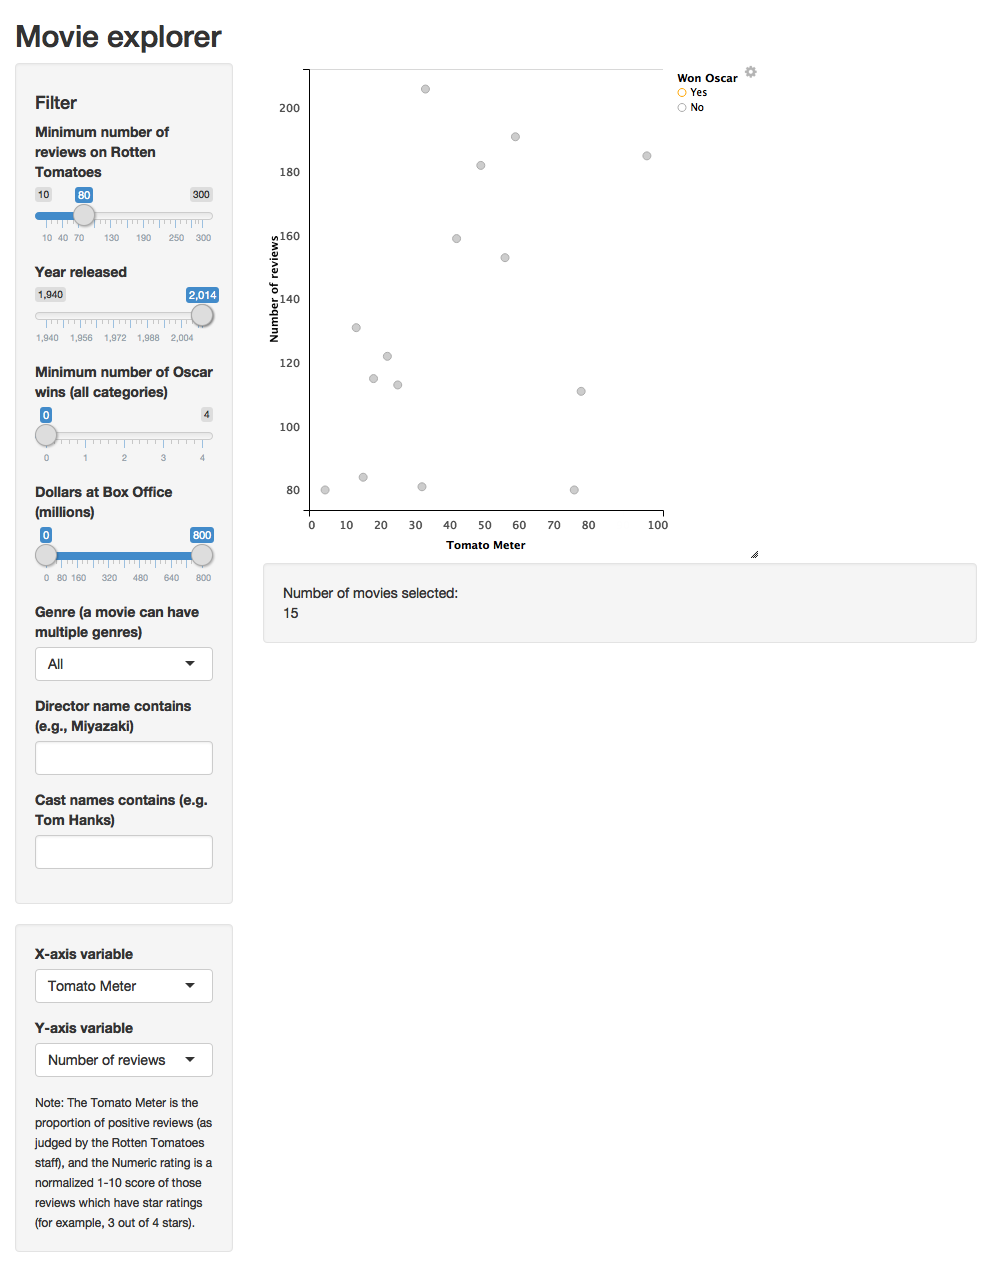 Movie explorer
Filter
Minimum number of
reviews on Rotten
Tomatoes
10 80 300
10 40 70 130 190 250 300
Year released
1,940 2,014
1,940 1,956 1,972 1,988 2,004
Minimum number of Oscar
wins (all categories)
0 4
0 1 2 3 4
Dollars at Box Office
(millions)
0 800
0 80 160 320 480 640 800
Genre (a movie can have
multiple genres)
All
Director name contains
(e.g., Miyazaki)
Cast names contains (e.g.
Tom Hanks)
X-axis variable
Tomato Meter
Y-axis variable
Number of reviews
Note: The Tomato Meter is the
proportion of positive reviews (as
judged by the Rotten Tomatoes
staff), and the Numeric rating is a
normalized 1-10 score of those
reviews which have star ratings
(for example, 3 out of 4 stars).
Number of reviews
200
180
160
140
120
100
80
0 10 20 30 40 50 60 70 80 100
Tomato Meter
Won Oscar
Yes
No
Number of movies selected:
15